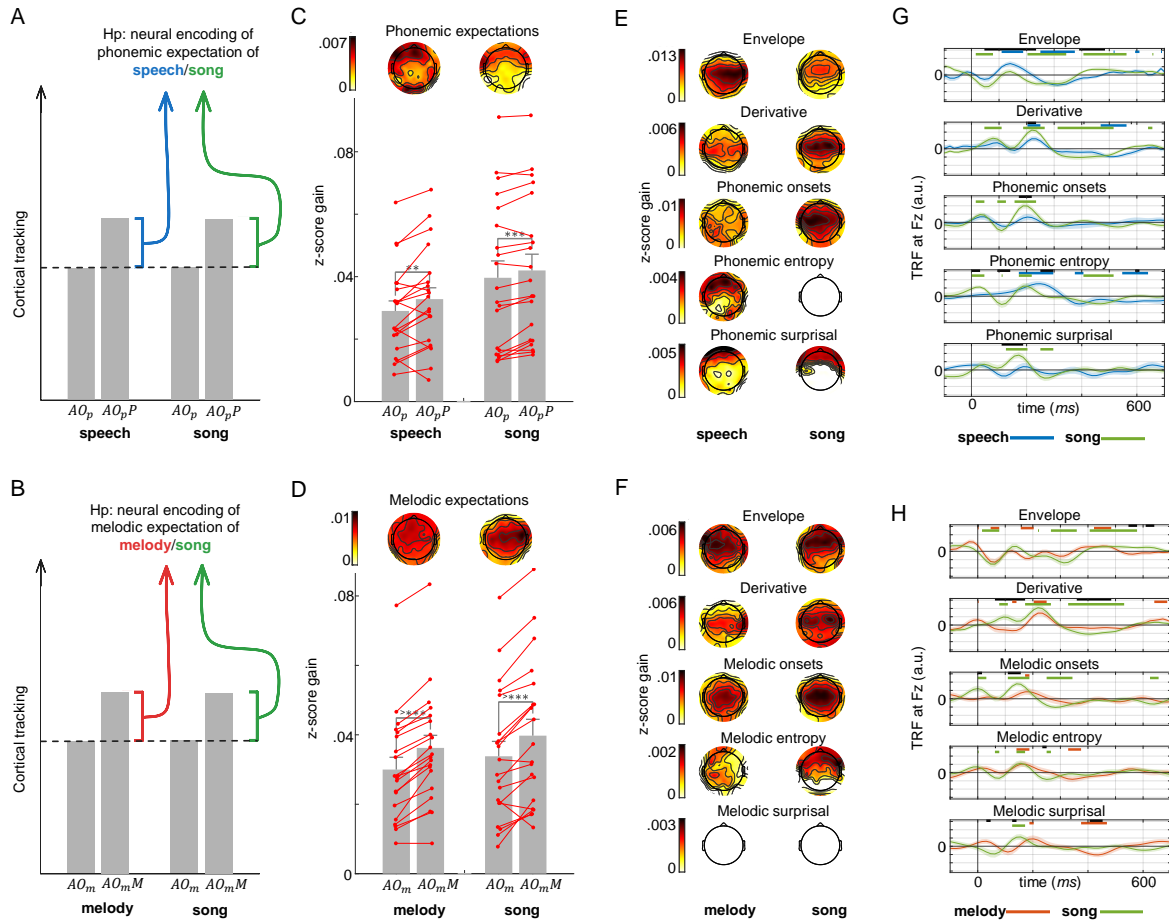 A
Hp: neural encoding of
phonemic expectation of
speech/song
Cortical tracking
AOp AOpP AOp AOpP
speech song
B
Hp: neural encoding of
melodic expectation of
melody/song
Cortical tracking
AOm AOmM AOm AOmM
melody song
C
Phonemic expectations
.007
0
z-score gain
.08
.04
0
** ***
AOp AOpP AOp AOpP
speech song
D
Melodic expectations
.01
0
z-score gain
.08
.04
0
>*** >***
AOm AOmM AOm AOmM
melody song
E
z-score gain
Envelope
.013
0
Derivative
.006
0
Phonemic onsets
.01
0
Phonemic entropy
.004
0
Phonemic surprisal
.005
0
speech song
F
z-score gain
Envelope
.006
0
Derivative
.006
0
Melodic onsets
.01
0
Melodic entropy
.002
0
Melodic surprisal
.003
0
melody song
G
TRF at Fz (a.u.)
Envelope
0
Derivative
0
Phonemic onsets
0
Phonemic entropy
0
Phonemic surprisal
0
0 600
time (ms)
speech song
H
TRF at Fz (a.u.)
Envelope
0
Derivative
0
Melodic onsets
0
Melodic entropy
0
Melodic surprisal
0
0 600
time (ms)
melody song